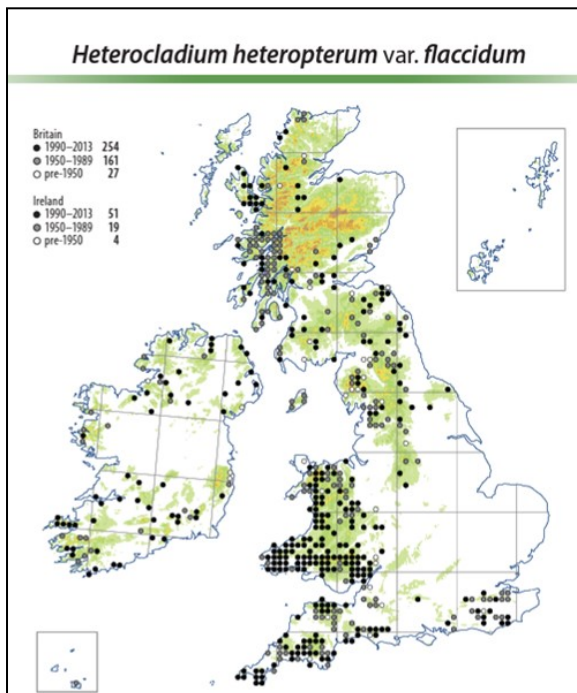 Heterocladium heteropterum var. flaccidum
Britain
1990–2013 254
1950–1989 161
pre-1950 27
Ireland
1990–2013 51
1950–1989 19
pre-1950 4